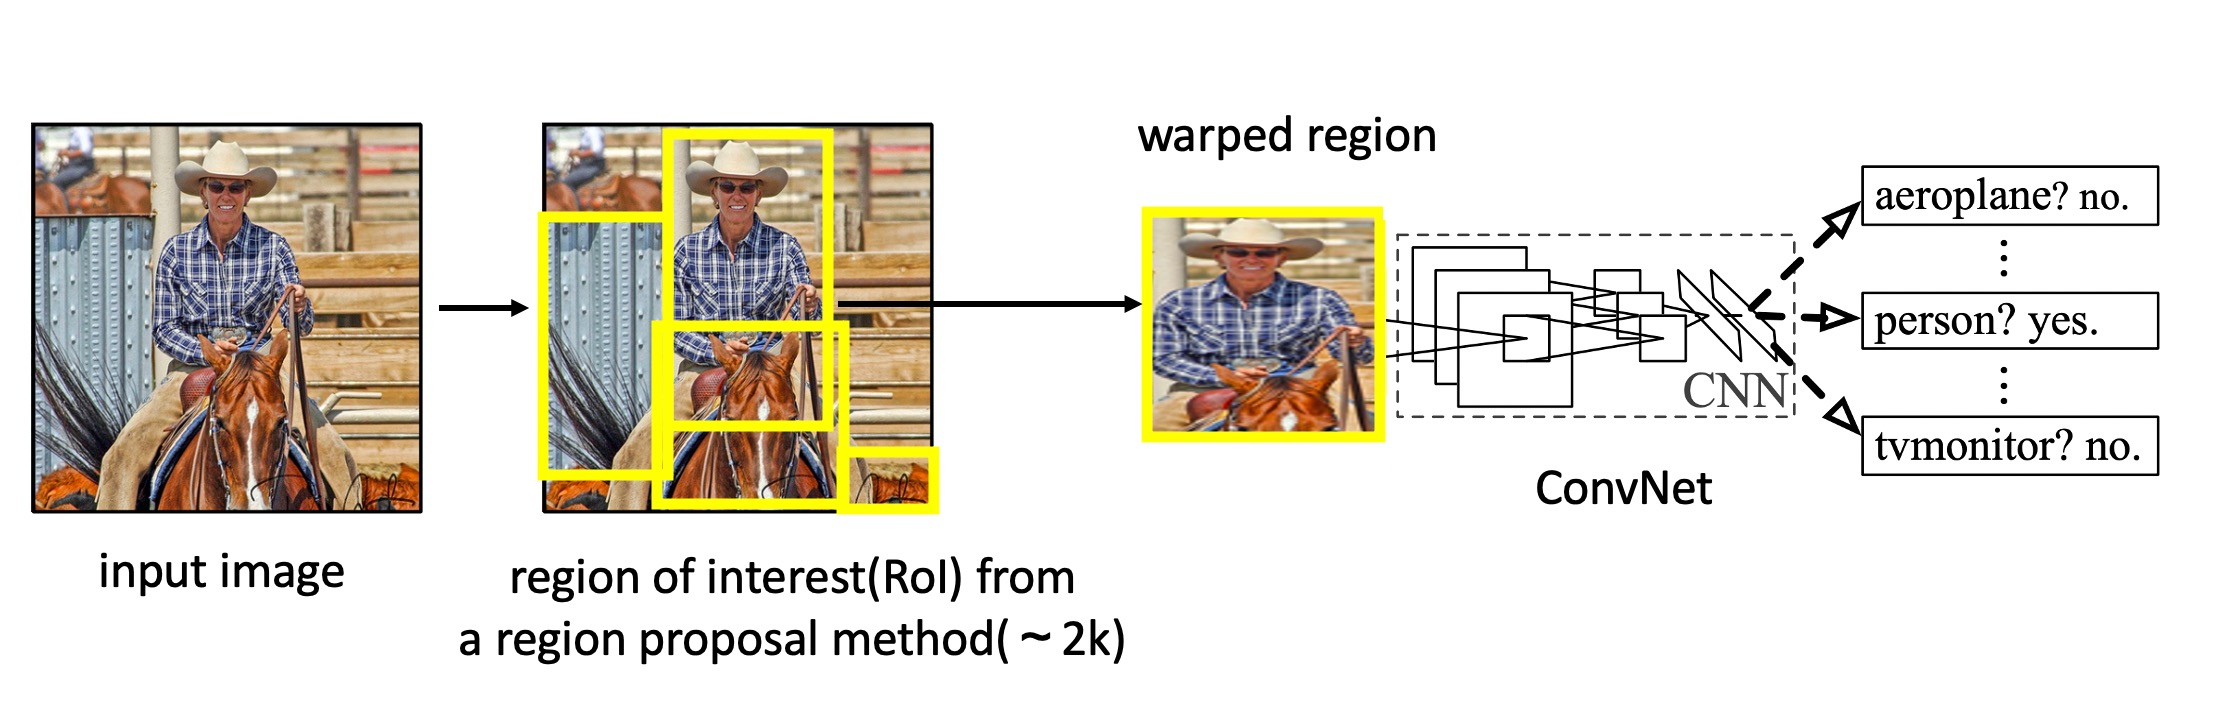 input image
region of interest(RoI) from
a region proposal method( ~ 2k)
warped region
CNN
ConvNet
aeroplane? no.
⋮
person? yes.
⋮
tvmonitor? no.